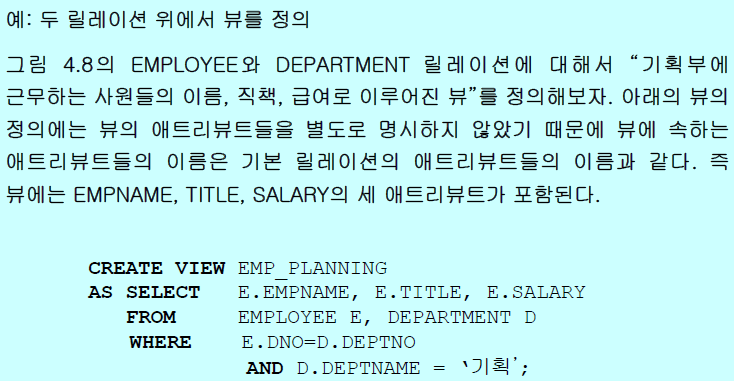 예: 두 릴레이션 위에서 뷰를 정의
그림 4.8의 EMPLOYEE와 DEPARTMENT 릴레이션에 대해서 “기획부에
근무하는 사원들의 이름, 직책, 급여로 이루어진 뷰”를 정의해보자. 아래의 뷰의
정의에는 뷰의 애트리뷰트들을 별도로 명시하지 않았기 때문에 뷰에 속하는
애트리뷰트들의 이름은 기본 릴레이션의 애트리뷰트들의 이름과 같다. 즉
뷰에는 EMPNAME, TITLE, SALARY의 세 애트리뷰트가 포함된다.
CREATE VIEW EMP_PLANNING
AS SELECT E.EMPNAME, E.TITLE, E.SALARY
FROM EMPLOYEE E, DEPARTMENT D
WHERE E.DNO=D.DEPTNO
AND D.DEPTNAME = ‘기획’;